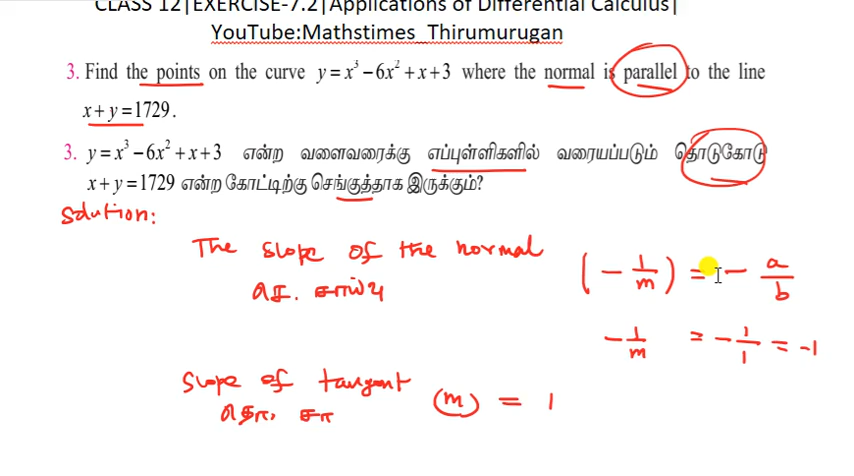 CLASS 12|EXERCISE-7.2|Applications of Differential Calculus|
YouTube:Mathstimes Thirumurugan
3. Find the points on the curve y = x³ − 6x² + x + 3 where the normal is parallel to the line
x + y = 1729.
3. y = x³ − 6x² + x + 3 என்ற வளைவரைக்கு எப்புள்ளிகளில் வரையப்படும் தொடுகோடு
x + y = 1729 என்ற கோட்டிற்கு செங்குத்தாக இருக்கும்?
Solution:
The slope of the normal (− 1/m) = − a/b
செ. சாய்வு
− 1/m = − 1/1 = −1
Slope of tangent (m) = 1
தொ. சா